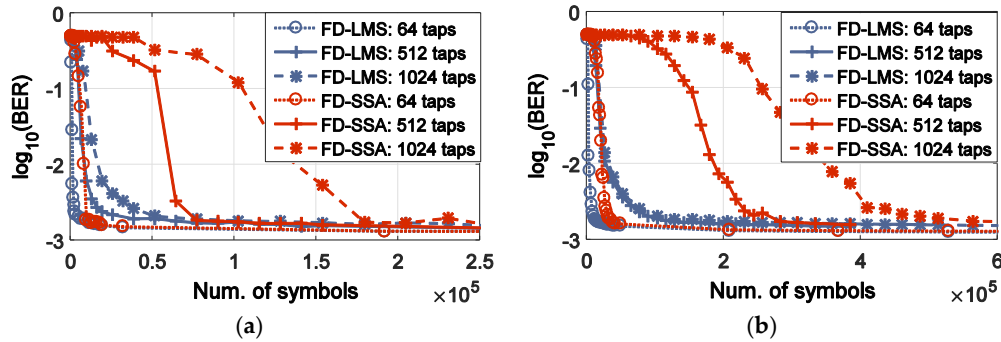 -0
-1
-2
-3
log10(BER)
0
0.5
1
1.5
2
2.5
Num. of symbols
×10^5
FD-LMS: 64 taps
FD-LMS: 512 taps
FD-LMS: 1024 taps
FD-SSA: 64 taps
FD-SSA: 512 taps
FD-SSA: 1024 taps
(a)
-0
-1
-2
-3
log10(BER)
0
2
4
6
Num. of symbols
×10^5
FD-LMS: 64 taps
FD-LMS: 512 taps
FD-LMS: 1024 taps
FD-SSA: 64 taps
FD-SSA: 512 taps
FD-SSA: 1024 taps
(b)